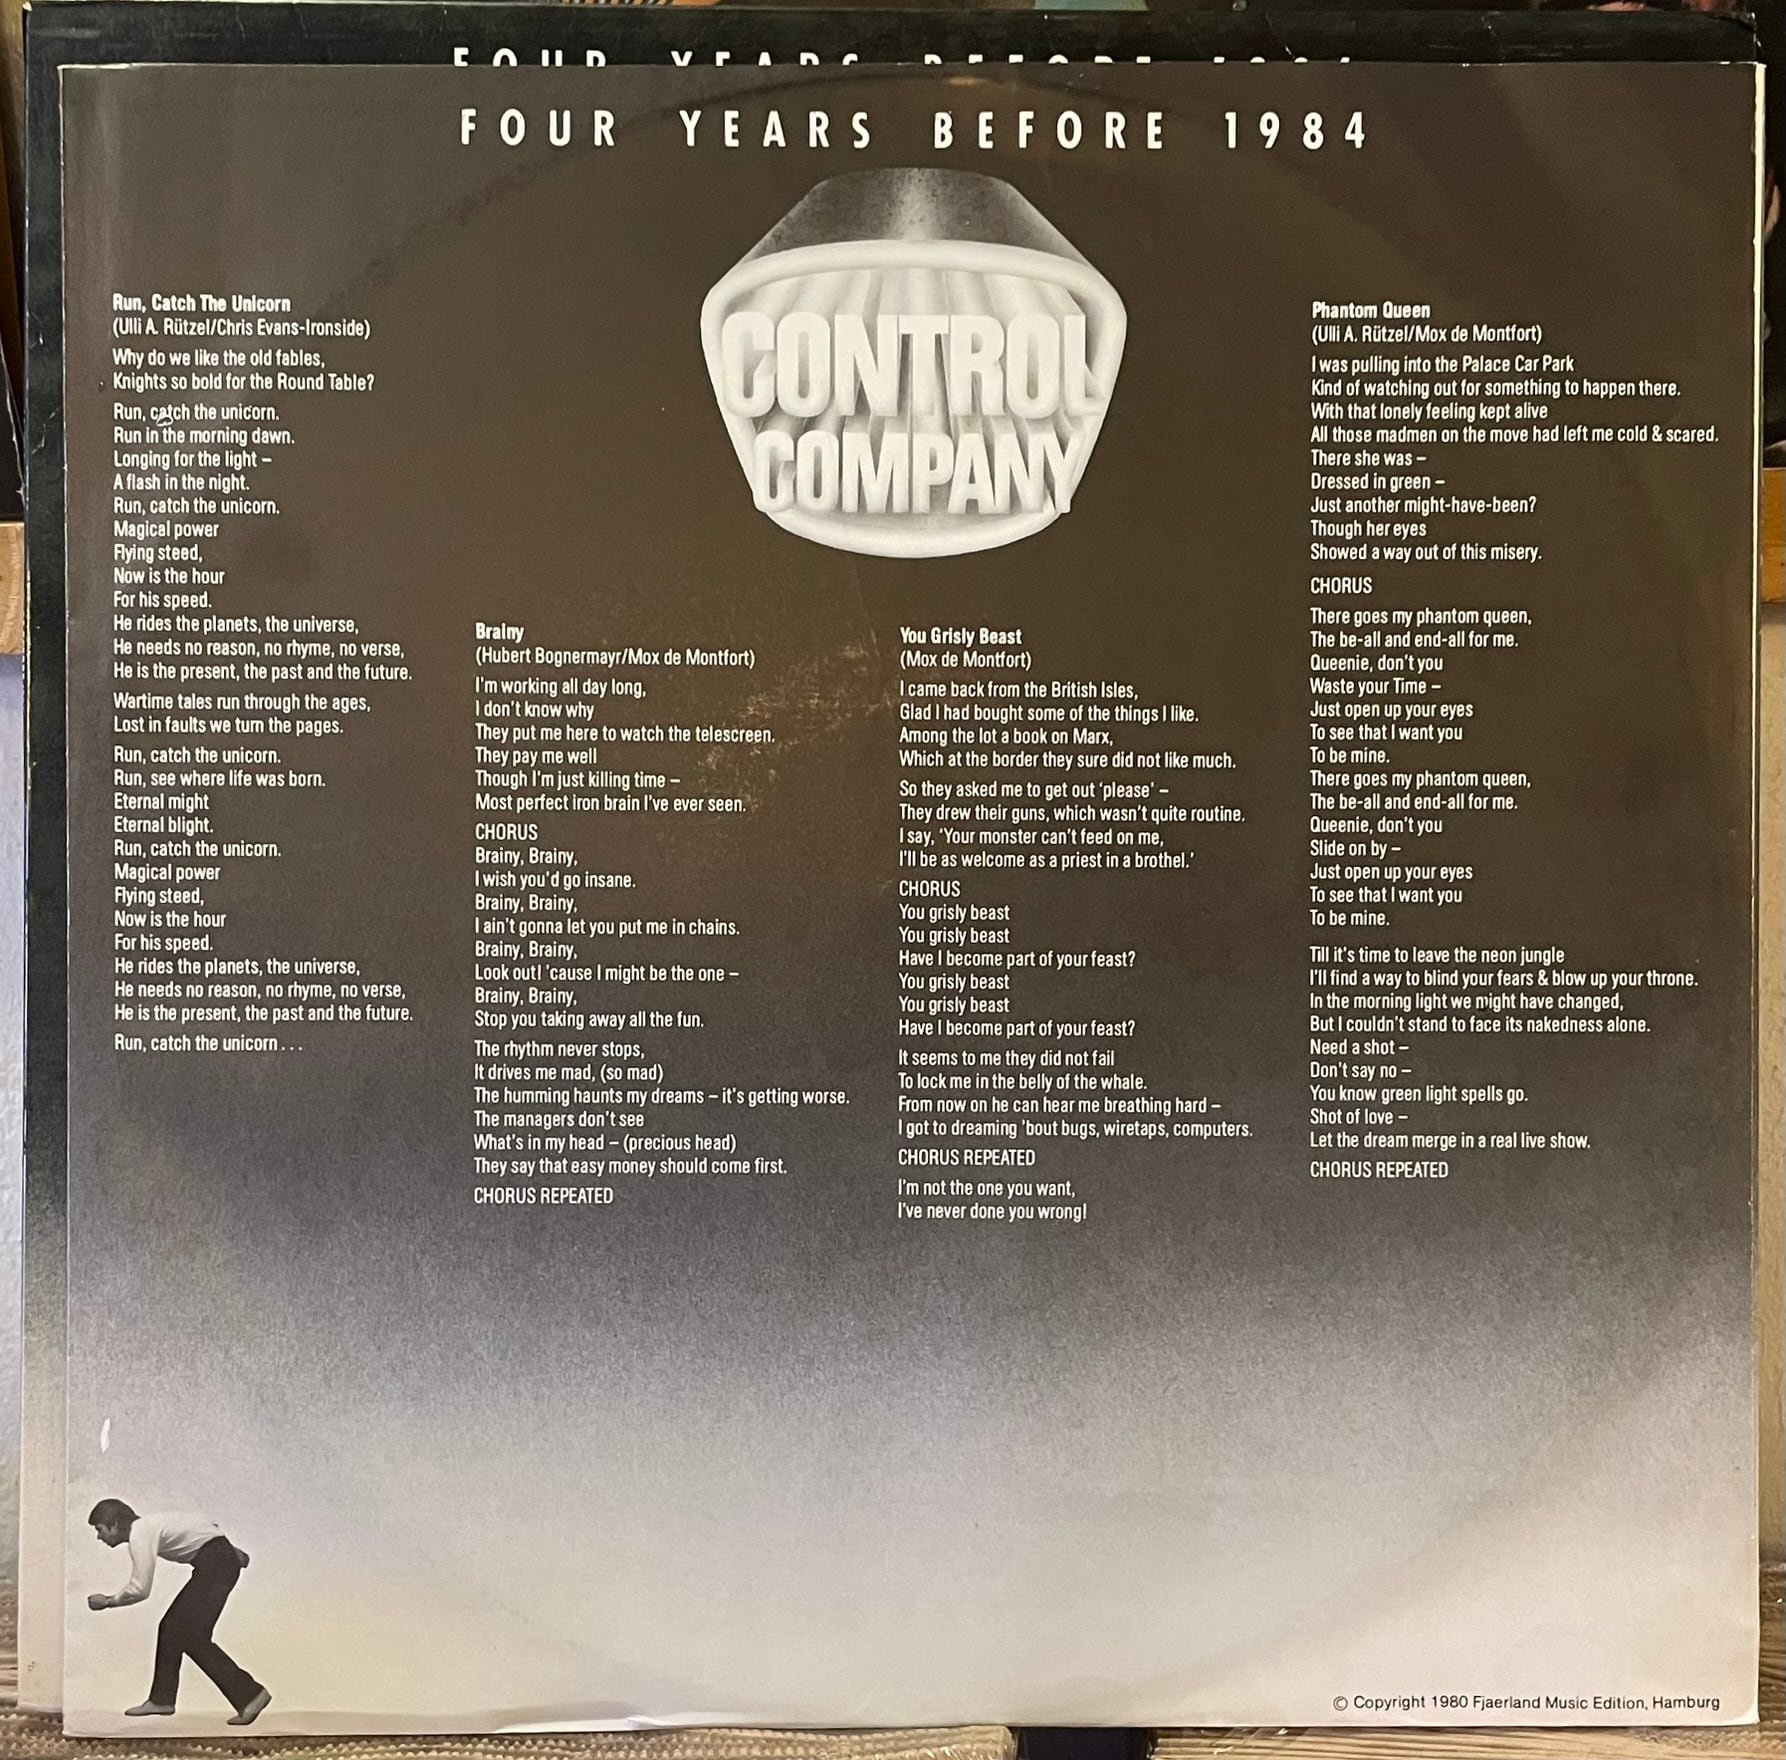 FOUR YEARS BEFORE 1984
CONTROL
COMPANY
Run, Catch The Unicorn
(Ulli A. Rützel/Chris Evans-Ironside)
Why do we like the old fables,
Knights so bold for the Round Table?
Run, catch the unicorn.
Run in the morning dawn.
Longing for the light –
A flash in the night.
Run, catch the unicorn.
Magical power
Flying steed,
Now is the hour
For his speed.
He rides the planets, the universe,
He needs no reason, no rhyme, no verse,
He is the present, the past and the future.
Wartime tales run through the ages,
Lost in faults we turn the pages.
Run, catch the unicorn.
Run, see where life was born.
Eternal might
Eternal blight.
Run, catch the unicorn.
Magical power
Flying steed,
Now is the hour
For his speed.
He rides the planets, the universe,
He needs no reason, no rhyme, no verse,
He is the present, the past and the future.
Run, catch the unicorn . . .
Brainy
(Hubert Bognermayr/Mox de Montfort)
I'm working all day long,
I don't know why
They put me here to watch the telescreen.
They pay me well
Though I'm just killing time –
Most perfect iron brain I've ever seen.
CHORUS
Brainy, Brainy,
I wish you'd go insane.
Brainy, Brainy,
I ain't gonna let you put me in chains.
Brainy, Brainy,
Look out! 'cause I might be the one –
Brainy, Brainy,
Stop you taking away all the fun.
The rhythm never stops,
It drives me mad, (so mad)
The humming haunts my dreams – it's getting worse.
The managers don't see
What's in my head – (precious head)
They say that easy money should come first.
CHORUS REPEATED
You Grisly Beast
(Mox de Montfort)
I came back from the British Isles,
Glad I had bought some of the things I like.
Among the lot a book on Marx,
Which at the border they sure did not like much.
So they asked me to get out 'please' –
They drew their guns, which wasn't quite routine.
I say, 'Your monster can't feed on me,
I'll be as welcome as a priest in a brothel.'
CHORUS
You grisly beast
You grisly beast
Have I become part of your feast?
You grisly beast
You grisly beast
Have I become part of your feast?
It seems to me they did not fail
To lock me in the belly of the whale.
From now on he can hear me breathing hard –
I got to dreaming 'bout bugs, wiretaps, computers.
CHORUS REPEATED
I'm not the one you want,
I've never done you wrong!
Phantom Queen
(Ulli A. Rützel/Mox de Montfort)
I was pulling into the Palace Car Park
Kind of watching out for something to happen there.
With that lonely feeling kept alive
All those madmen on the move had left me cold & scared.
There she was –
Dressed in green –
Just another might-have-been?
Though her eyes
Showed a way out of this misery.
CHORUS
There goes my phantom queen,
The be-all and end-all for me.
Queenie, don't you
Waste your Time –
Just open up your eyes
To see that I want you
To be mine.
There goes my phantom queen,
The be-all and end-all for me.
Queenie, don't you
Slide on by –
Just open up your eyes
To see that I want you
To be mine.
Till it's time to leave the neon jungle
I'll find a way to blind your fears & blow up your throne.
In the morning light we might have changed,
But I couldn't stand to face its nakedness alone.
Need a shot –
Don't say no –
You know green light spells go.
Shot of love –
Let the dream merge in a real live show.
CHORUS REPEATED
© Copyright 1980 Fjaerland Music Edition, Hamburg